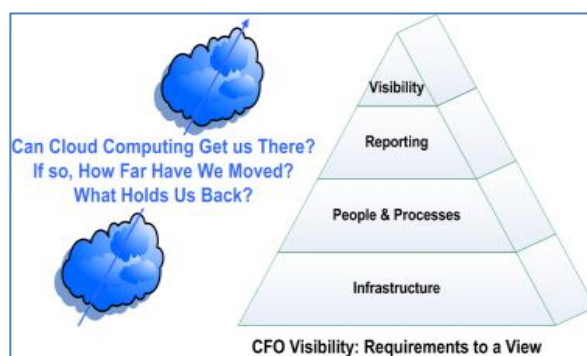 Can Cloud Computing Get us There?
If so, How Far Have We Moved?
What Holds Us Back?
Visibility
Reporting
People & Processes
Infrastructure
CFO Visibility: Requirements to a View